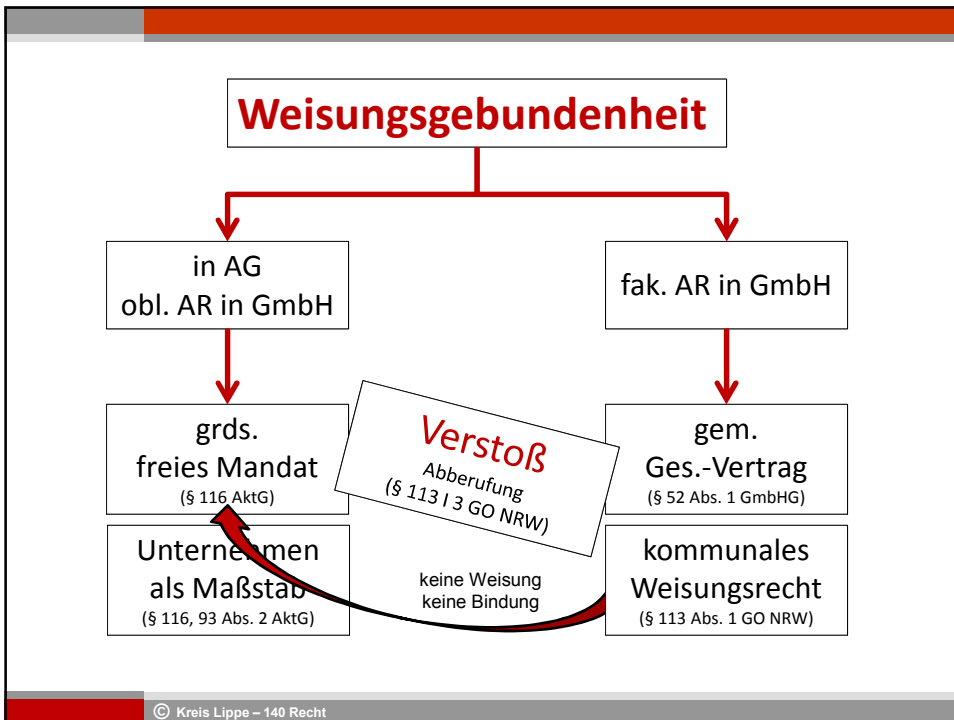 Weisungsgebundenheit
in AG
obl. AR in GmbH
fak. AR in GmbH
grds.
freies Mandat
(§ 116 AktG)
Verstoß
Abberufung
(§ 113 I 3 GO NRW)
gem.
Ges.-Vertrag
(§ 52 Abs. 1 GmbHG)
Unternehmen
als Maßstab
(§ 116, 93 Abs. 2 AktG)
keine Weisung
keine Bindung
kommunales
Weisungsrecht
(§ 113 Abs. 1 GO NRW)
© Kreis Lippe – 140 Recht